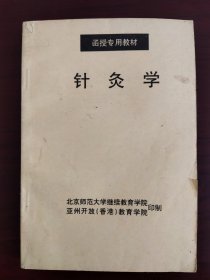 函授专用教材
针灸学
北京师范大学继续教育学院
亚州开放(香港)教育学院印制